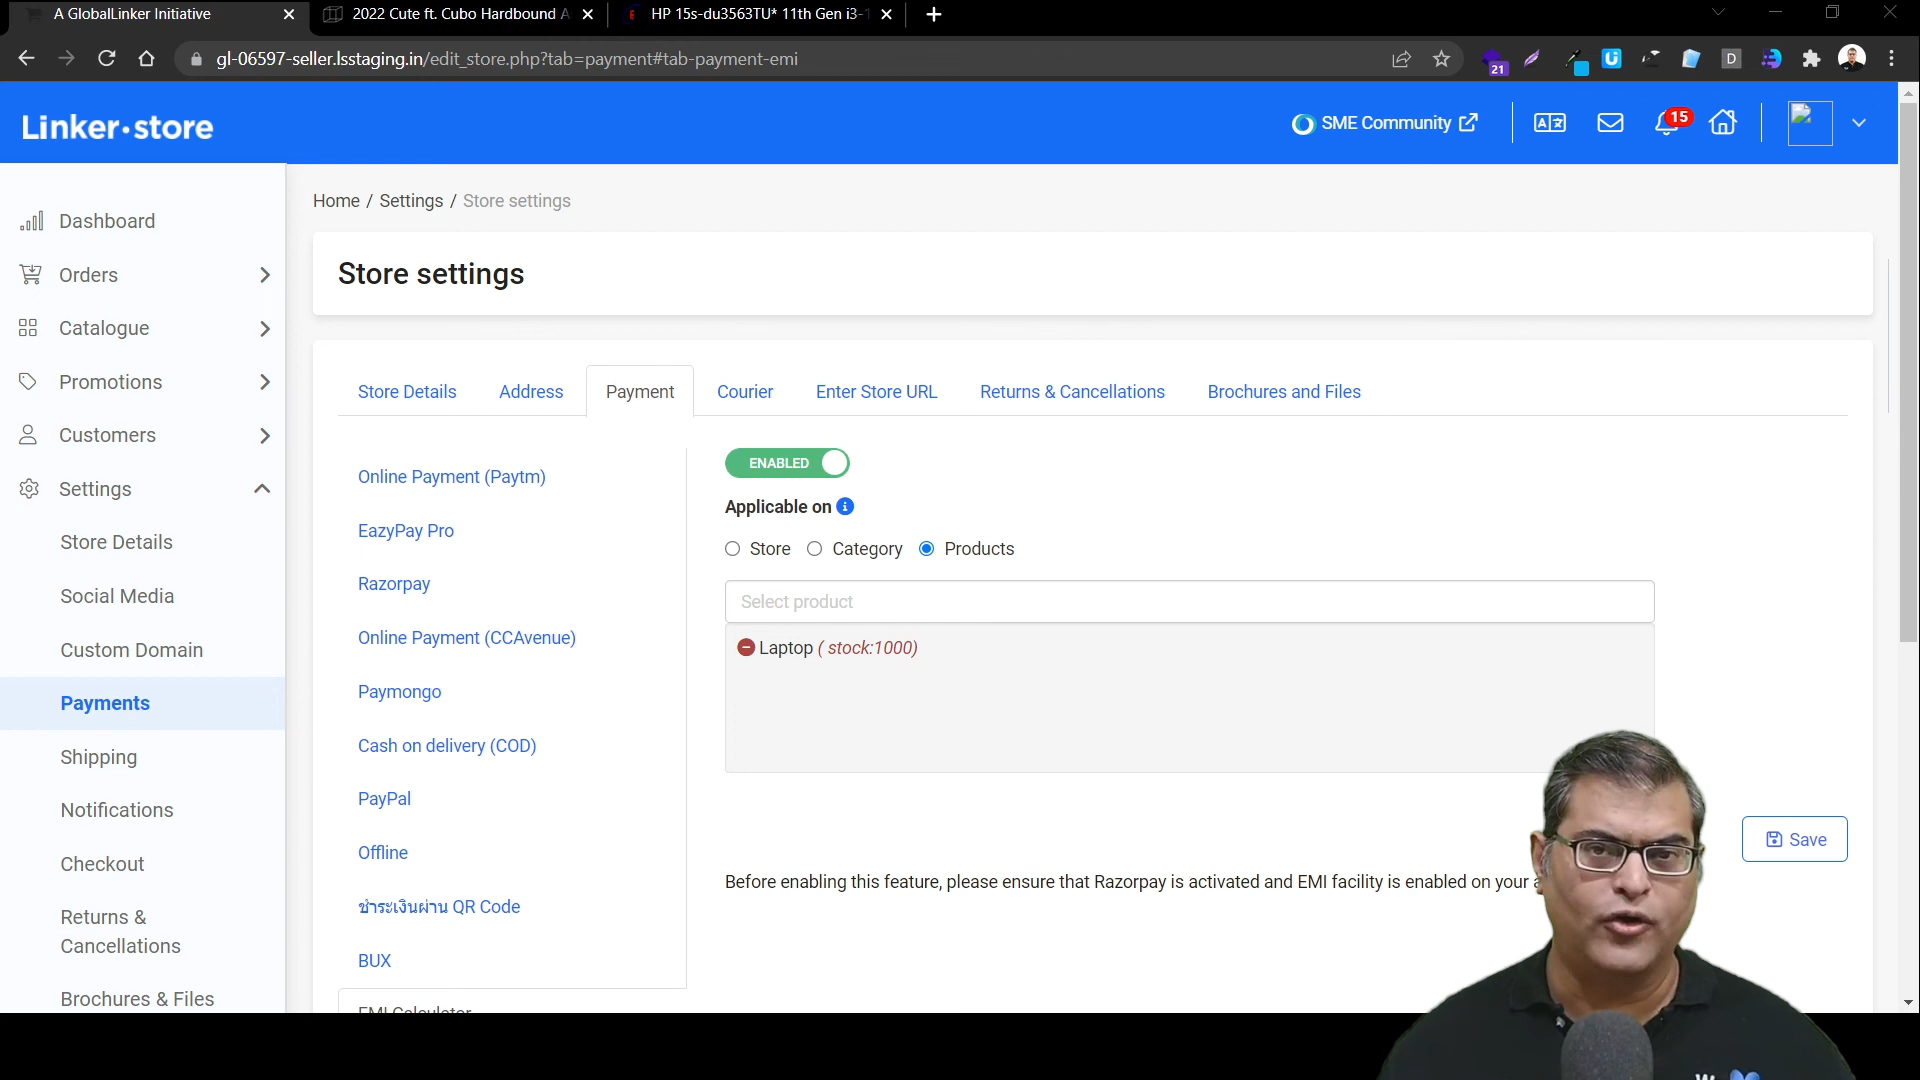 A GlobalLinker Initiative
2022 Cute ft. Cubo Hardbound A
HP 15s-du3563TU* 11th Gen i3-1
gl-06597-seller.lsstaging.in/edit_store.php?tab=payment#tab-payment-emi
21
D
Linker·store
SME Community
15
Dashboard
Orders
Catalogue
Promotions
Customers
Settings
Store Details
Social Media
Custom Domain
Payments
Shipping
Notifications
Checkout
Returns &
Cancellations
Brochures & Files
Home / Settings / Store settings
Store settings
Store Details
Address
Payment
Courier
Enter Store URL
Returns & Cancellations
Brochures and Files
Online Payment (Paytm)
EazyPay Pro
Razorpay
Online Payment (CCAvenue)
Paymongo
Cash on delivery (COD)
PayPal
Offline
ชำระเงินผ่าน QR Code
BUX
EMI Calculator
ENABLED
Applicable on
Store
Category
Products
Select product
Laptop ( stock:1000)
Save
Before enabling this feature, please ensure that Razorpay is activated and EMI facility is enabled on your